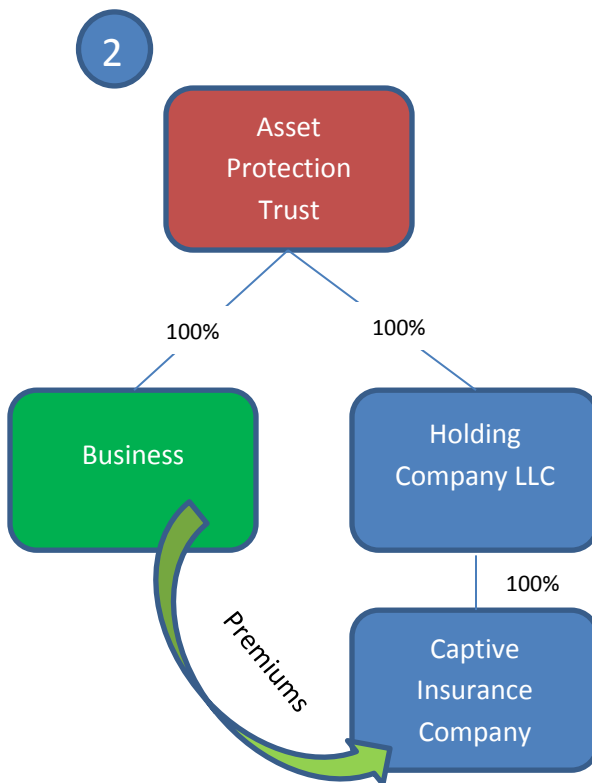 2
Asset
Protection
Trust
100%
100%
Business
Holding
Company LLC
100%
Premiums
Captive
Insurance
Company